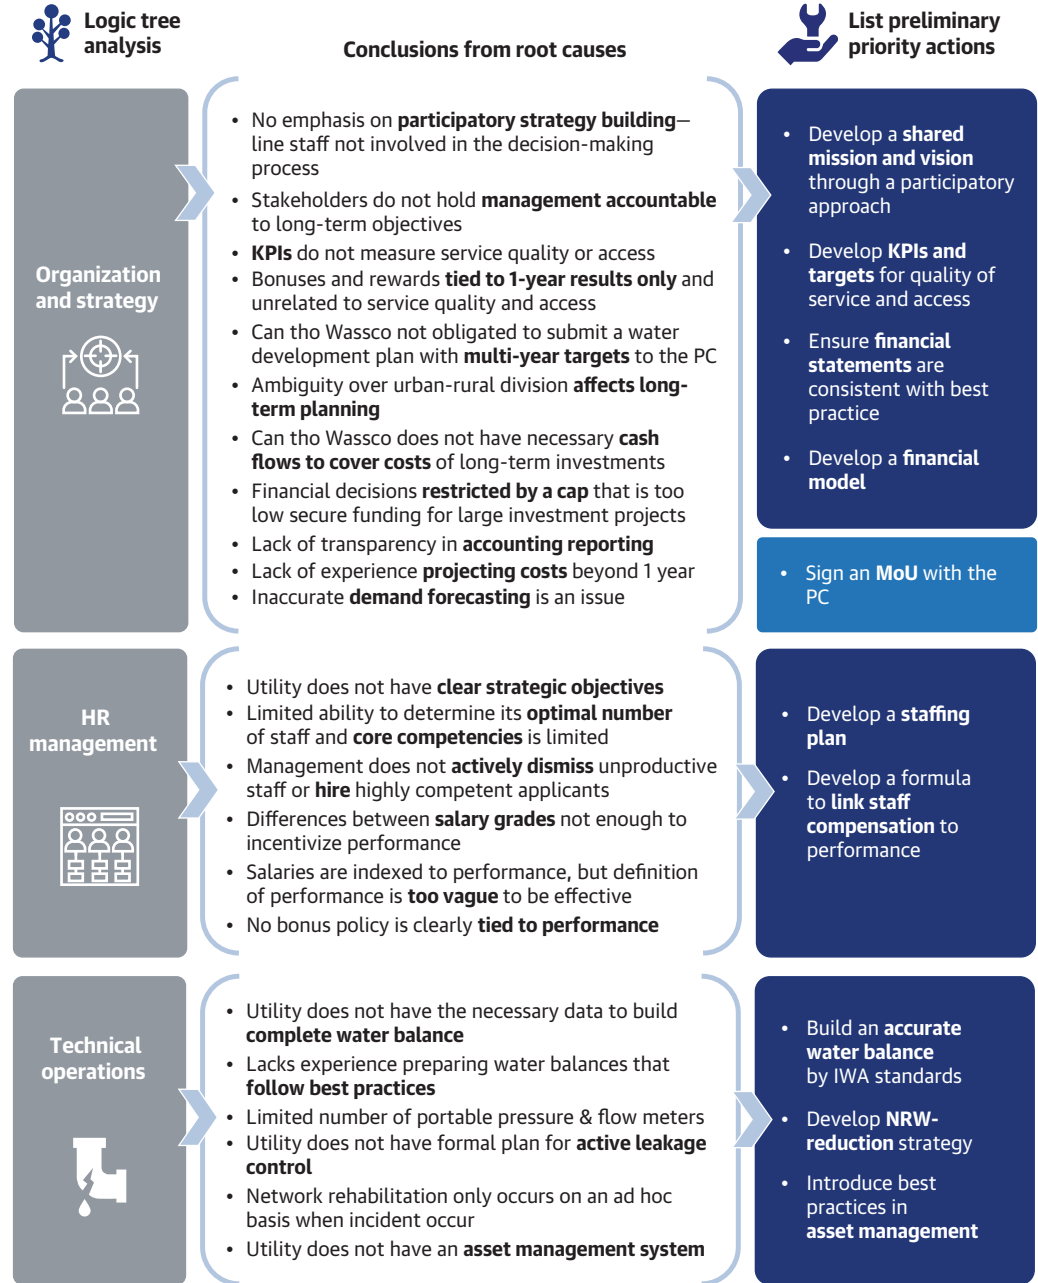 Logic tree
analysis
Conclusions from root causes
List preliminary
priority actions
Organization
and strategy
• No emphasis on participatory strategy building—
line staff not involved in the decision-making
process
• Stakeholders do not hold management accountable
to long-term objectives
• KPIs do not measure service quality or access
• Bonuses and rewards tied to 1-year results only and
unrelated to service quality and access
• Can tho Wassco not obligated to submit a water
development plan with multi-year targets to the PC
• Ambiguity over urban-rural division affects long-
term planning
• Can tho Wassco does not have necessary cash
flows to cover costs of long-term investments
• Financial decisions restricted by a cap that is too
low secure funding for large investment projects
• Lack of transparency in accounting reporting
• Lack of experience projecting costs beyond 1 year
• Inaccurate demand forecasting is an issue
• Develop a shared
mission and vision
through a participatory
approach
• Develop KPIs and
targets for quality of
service and access
• Ensure financial
statements are
consistent with best
practice
• Develop a financial
model
• Sign an MoU with the
PC
HR
management
• Utility does not have clear strategic objectives
• Limited ability to determine its optimal number
of staff and core competencies is limited
• Management does not actively dismiss unproductive
staff or hire highly competent applicants
• Differences between salary grades not enough to
incentivize performance
• Salaries are indexed to performance, but definition
of performance is too vague to be effective
• No bonus policy is clearly tied to performance
• Develop a staffing
plan
• Develop a formula
to link staff
compensation to
performance
Technical
operations
• Utility does not have the necessary data to build
complete water balance
• Lacks experience preparing water balances that
follow best practices
• Limited number of portable pressure & flow meters
• Utility does not have formal plan for active leakage
control
• Network rehabilitation only occurs on an ad hoc
basis when incident occur
• Utility does not have an asset management system
• Build an accurate
water balance
by IWA standards
• Develop NRW-
reduction strategy
• Introduce best
practices in
asset management